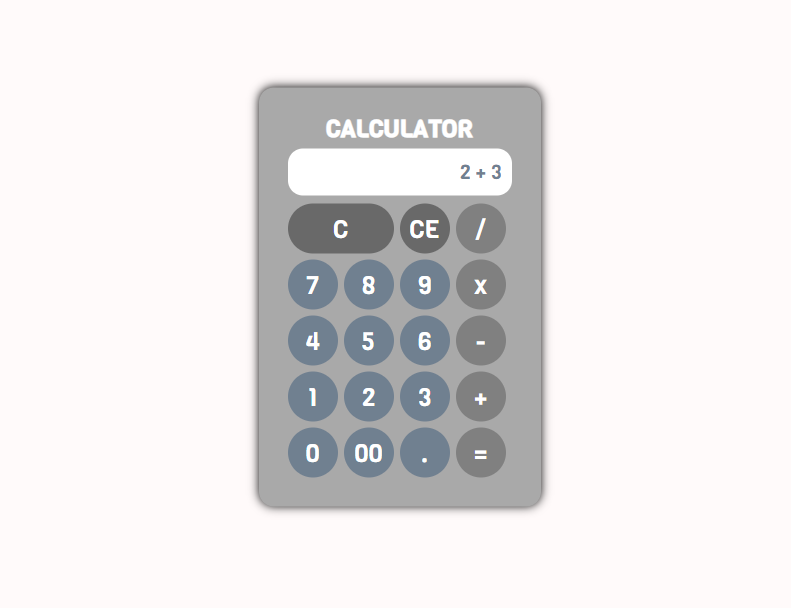 CALCULATOR
2 + 3
C CE /
7 8 9 x
4 5 6 -
1 2 3 +
0 00 . =